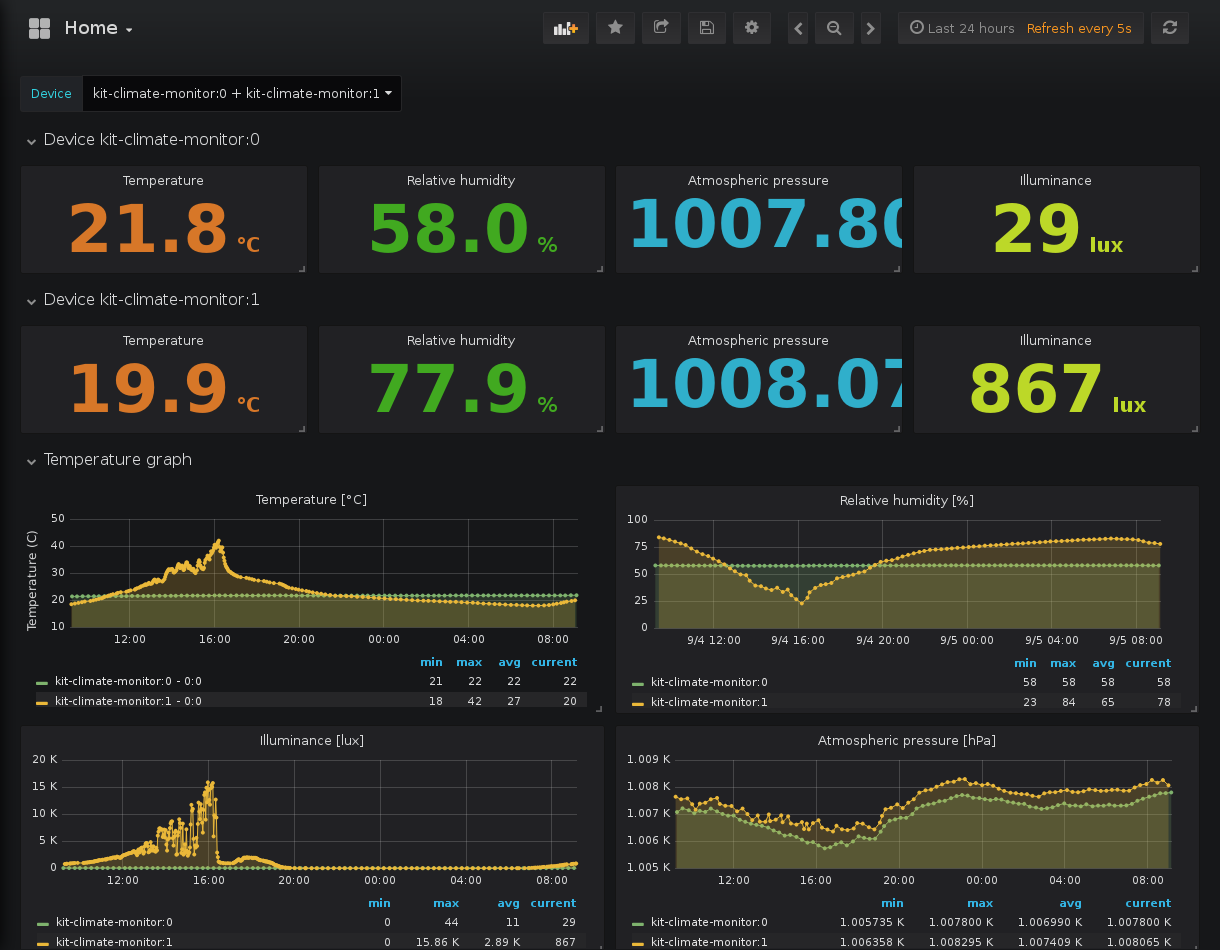 Home
Last 24 hours Refresh every 5s
Device kit-climate-monitor:0 + kit-climate-monitor:1
Device kit-climate-monitor:0
Temperature Relative humidity Atmospheric pressure Illuminance
21.8 °C 58.0 % 1007.80 29 lux
Device kit-climate-monitor:1
Temperature Relative humidity Atmospheric pressure Illuminance
19.9 °C 77.9 % 1008.07 867 lux
Temperature graph
Temperature [°C]
Temperature (C)
50
40
30
20
10
12:00 16:00 20:00 00:00 04:00 08:00
min max avg current
kit-climate-monitor:0 - 0:0 21 22 22 22
kit-climate-monitor:1 - 0:0 18 42 27 20
Relative humidity [%]
100
75
50
25
0
9/4 12:00 9/4 16:00 9/4 20:00 9/5 00:00 9/5 04:00 9/5 08:00
min max avg current
kit-climate-monitor:0 58 58 58 58
kit-climate-monitor:1 23 84 65 78
Illuminance [lux]
20 K
15 K
10 K
5 K
0
12:00 16:00 20:00 00:00 04:00 08:00
min max avg current
kit-climate-monitor:0 0 44 11 29
kit-climate-monitor:1 0 15.86 K 2.89 K 867
Atmospheric pressure [hPa]
1.009 K
1.008 K
1.007 K
1.006 K
1.005 K
12:00 16:00 20:00 00:00 04:00 08:00
min max avg current
kit-climate-monitor:0 1.005735 K 1.007800 K 1.006990 K 1.007800 K
kit-climate-monitor:1 1.006358 K 1.008295 K 1.007409 K 1.008065 K